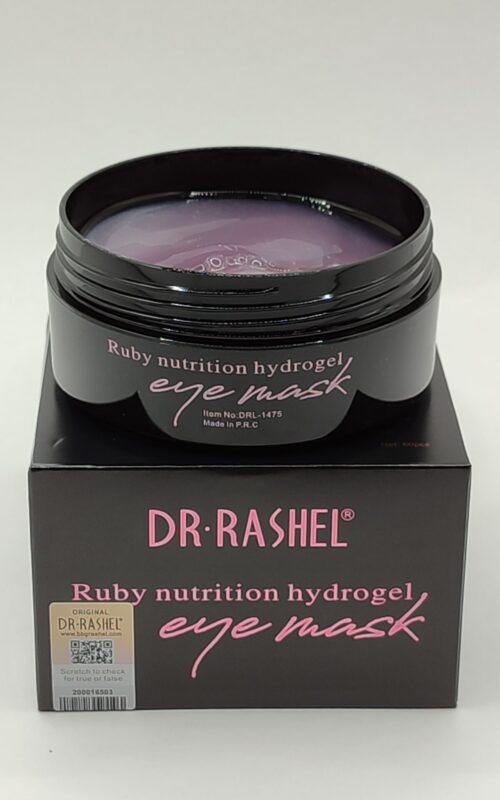 Ruby nutrition hydrogel
eye mask
Item No:DRL-1475
Made in P.R.C
DR·RASHEL®
Ruby nutrition hydrogel
eye mask
ORIGINAL
DR·RASHEL®
www.bbgrashel.com
Scratch to check
for true or false
200016503